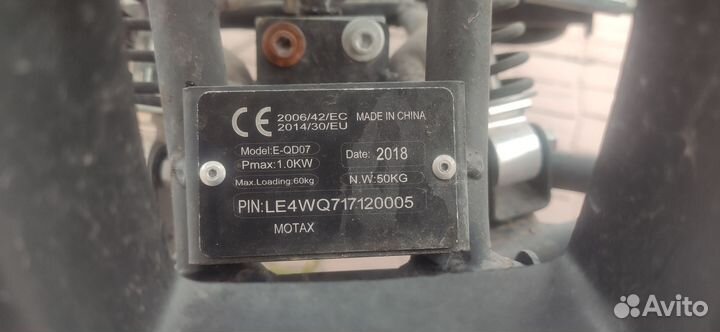 CE 2006/42/EC MADE IN CHINA
2014/30/EU
Model:E-QD07
Pmax:1.0KW Date: 2018
Max.Loading:60kg N.W:50KG
PIN:LE4WQ717120005
MOTAX
Avito